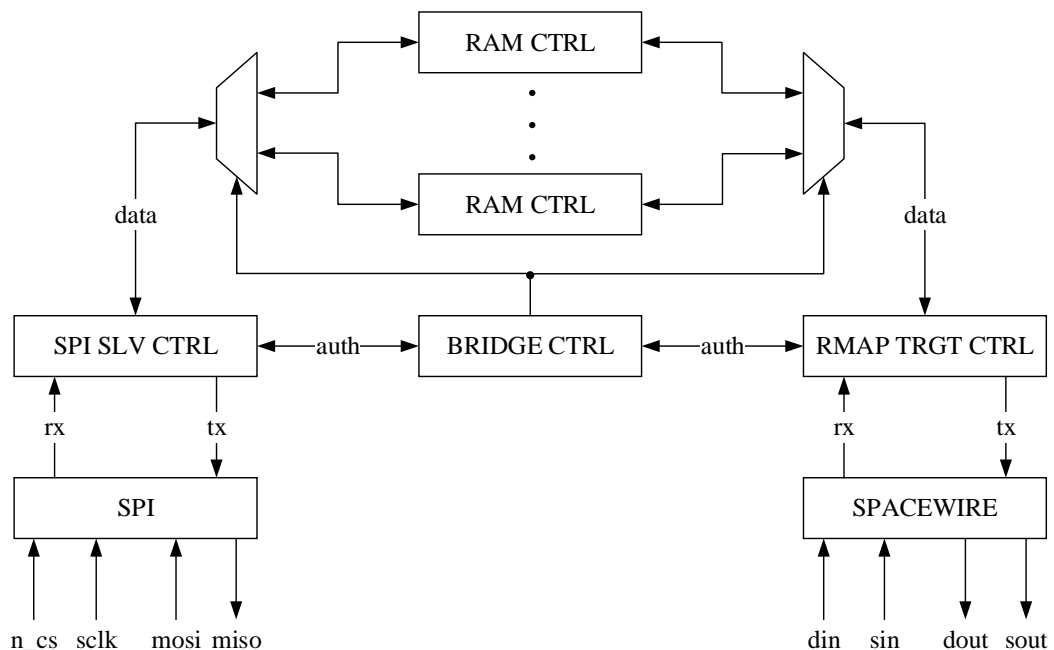 RAM CTRL
RAM CTRL
data
data
SPI SLV CTRL
auth
BRIDGE CTRL
auth
RMAP TRGT CTRL
rx
tx
rx
tx
SPI
SPACEWIRE
n_cs
sclk
mosi
miso
din
sin
dout
sout